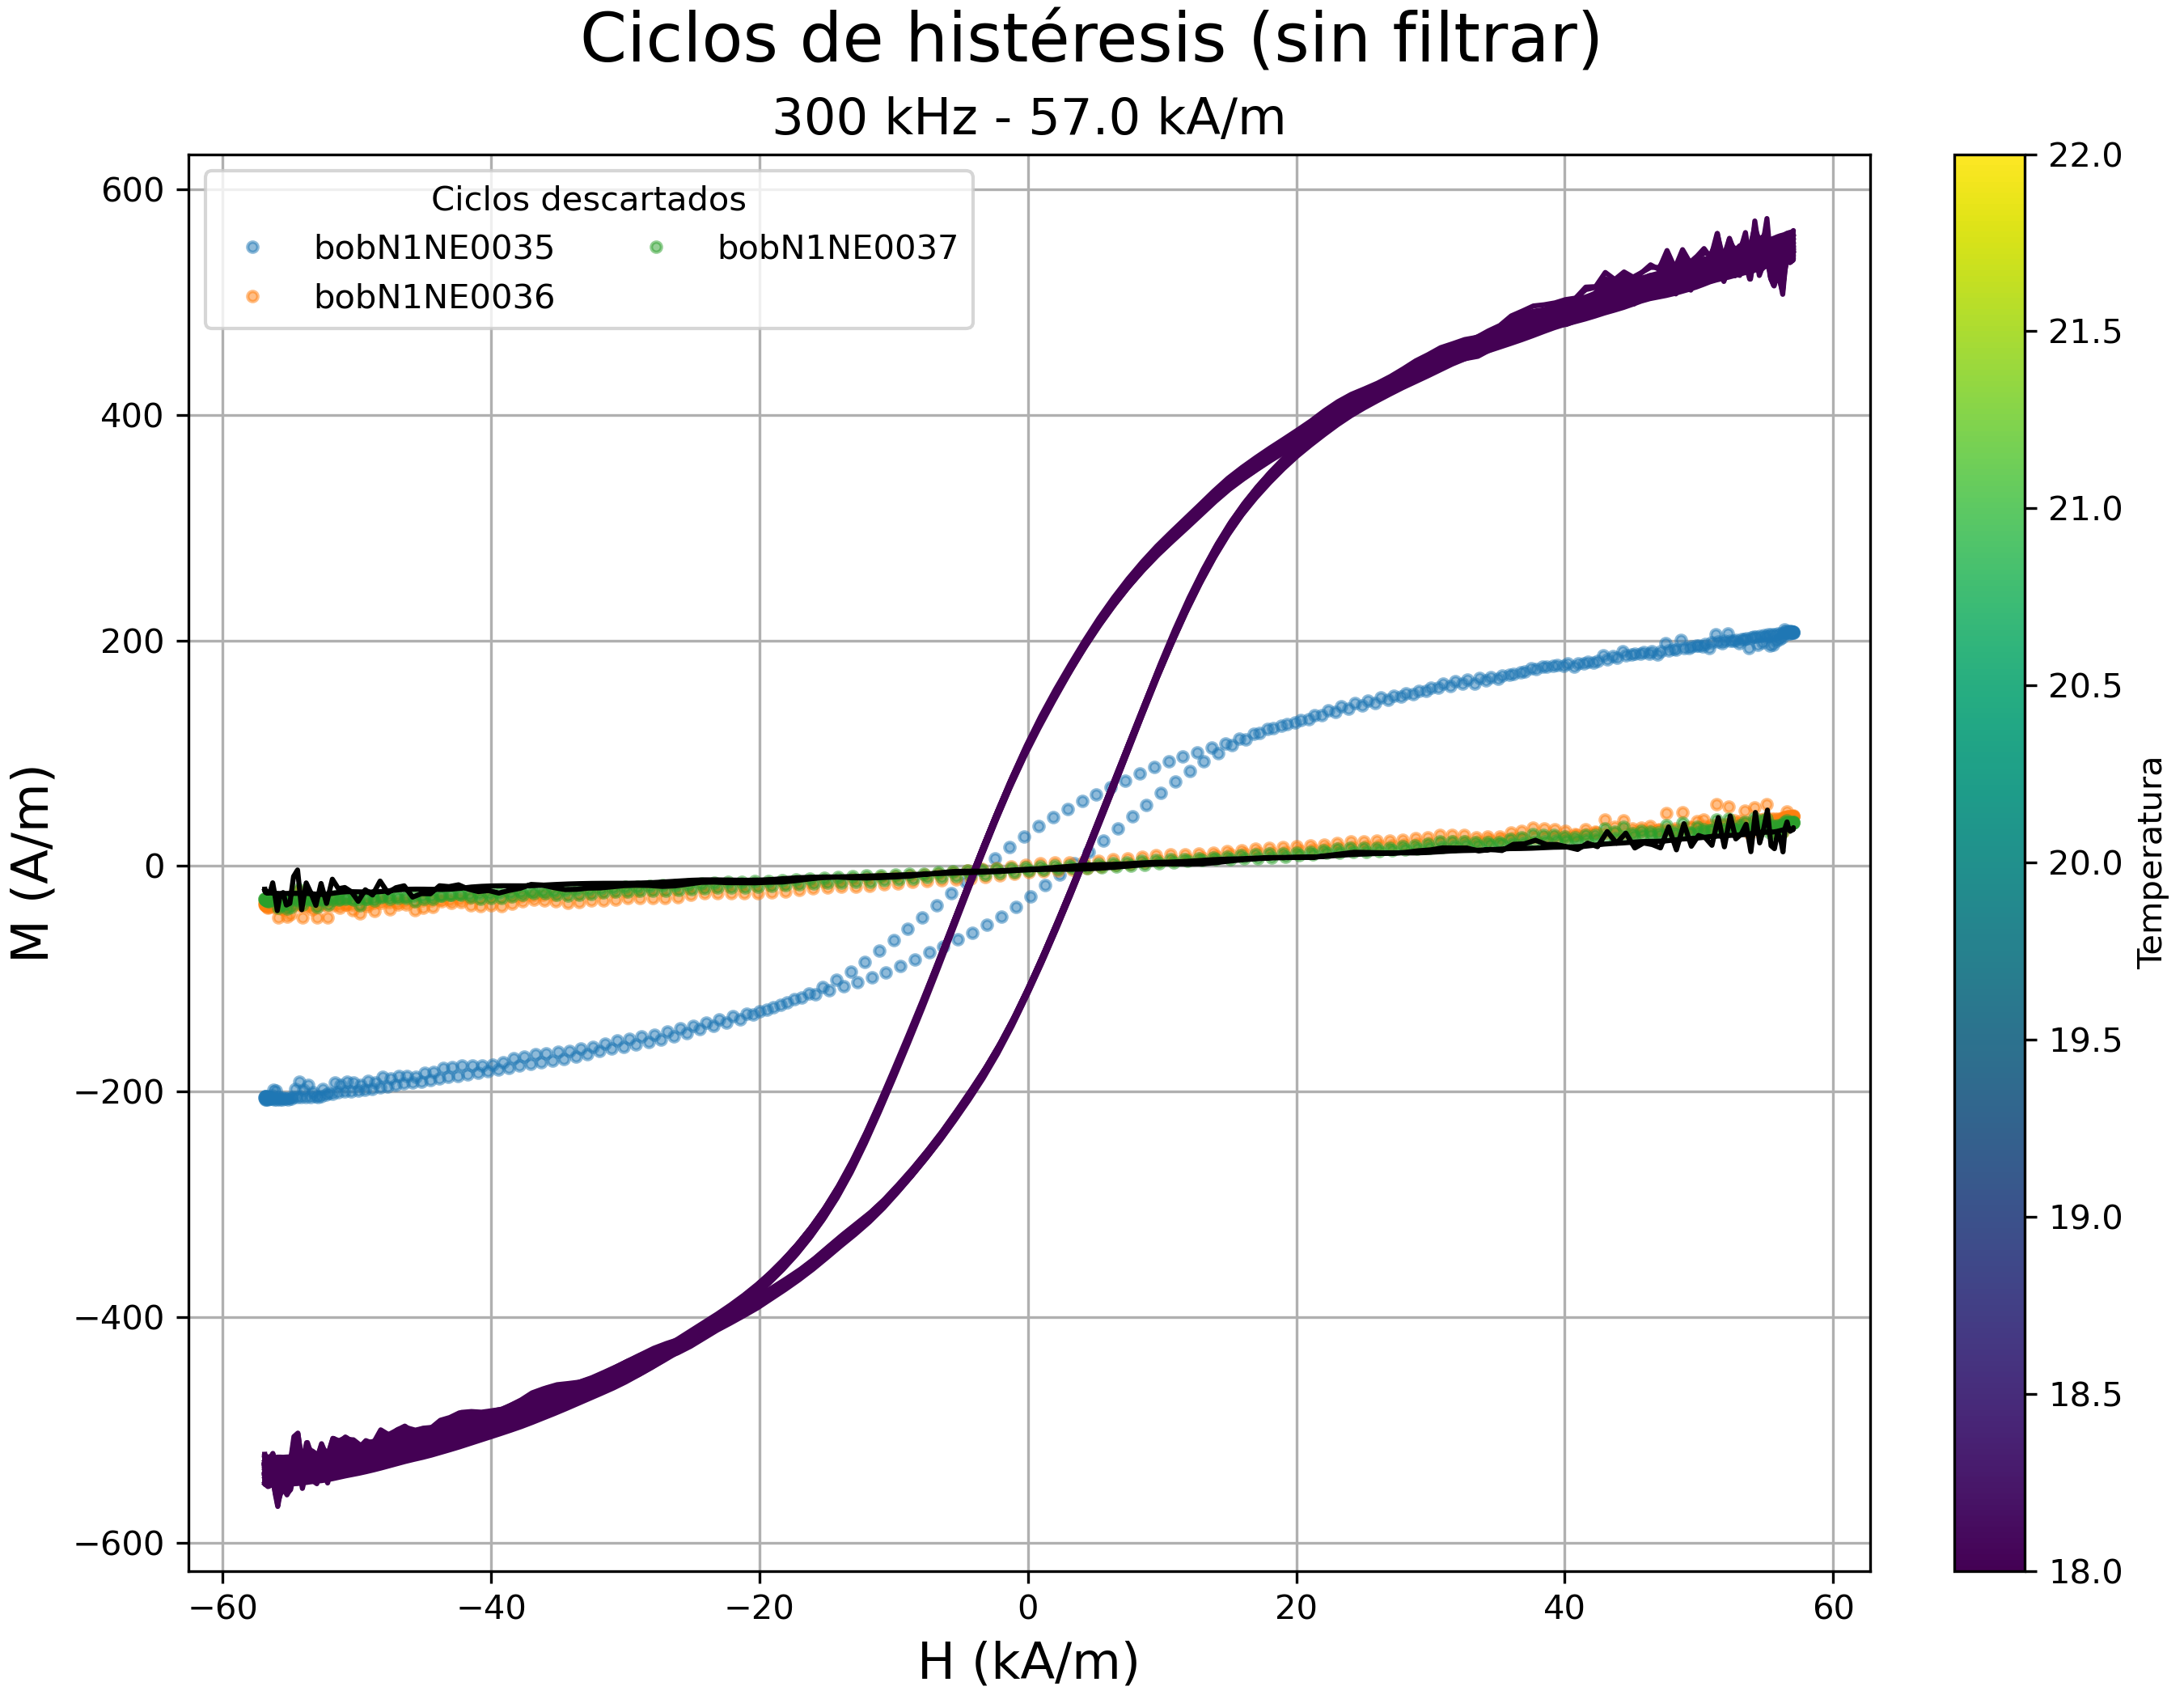 Ciclos de histéresis (sin filtrar)
300 kHz - 57.0 kA/m
Ciclos descartados
bobN1NE0035
bobN1NE0036
bobN1NE0037
M (A/m)
600
400
200
0
−200
−400
−600
−60
−40
−20
0
20
40
60
H (kA/m)
22.0
21.5
21.0
20.5
20.0
19.5
19.0
18.5
18.0
Temperatura